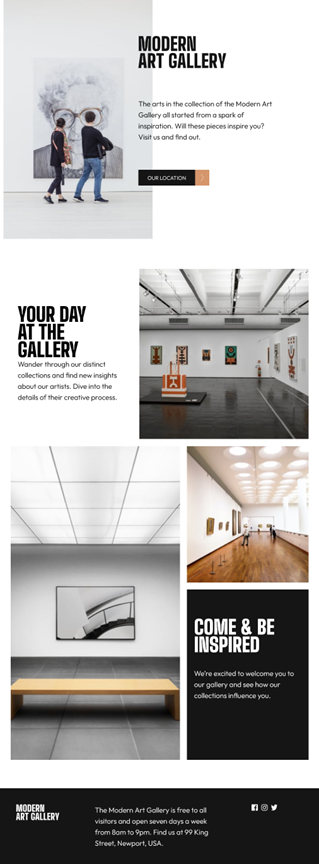 MODERN
ART GALLERY
The arts in the collection of the Modern Art
Gallery all started from a spark of
inspiration. Will these pieces inspire you?
Visit us and find out.
OUR LOCATION
YOUR DAY
AT THE
GALLERY
Wander through our distinct
collections and find new insights
about our artists. Dive into the
details of their creative process.
COME & BE
INSPIRED
We're excited to welcome you to
our gallery and see how our
collections influence you.
MODERN
ART GALLERY
The Modern Art Gallery is free to all
visitors and open seven days a week
from 8am to 9pm. Find us at 99 King
Street, Newport, USA.